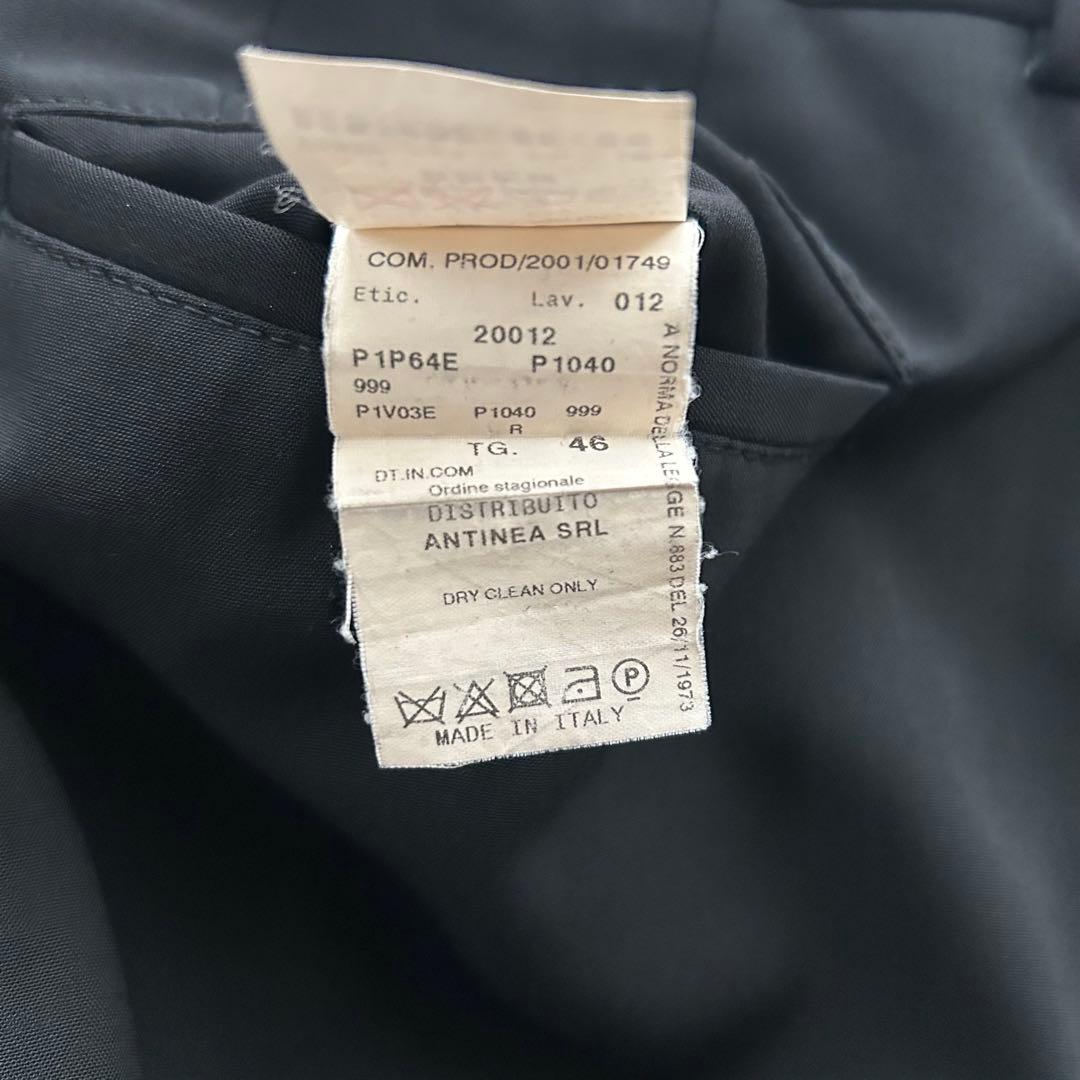 COM. PROD/2001/01749
Etic. Lav. 012
20012
P1P64E P1040
999
P1V03E P1040 999
R
TG. 46
DT.IN.COM
Ordine stagionale
DISTRIBUITO
ANTINEA SRL
DRY CLEAN ONLY
P
MADE IN ITALY
A NORMA DELLA LEGGE N.883 DEL 26/11/1973